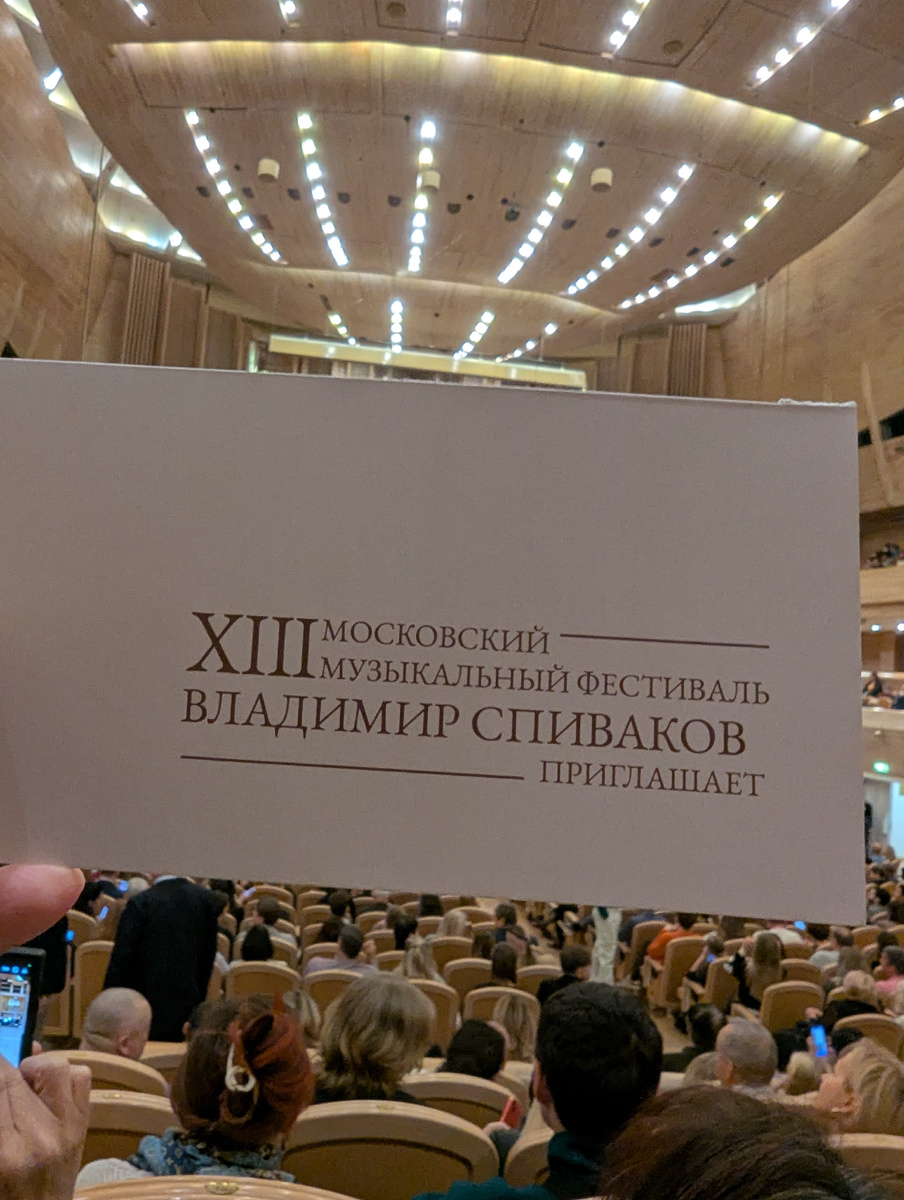 XIII МОСКОВСКИЙ
МУЗЫКАЛЬНЫЙ ФЕСТИВАЛЬ
ВЛАДИМИР СПИВАКОВ
ПРИГЛАШАЕТ